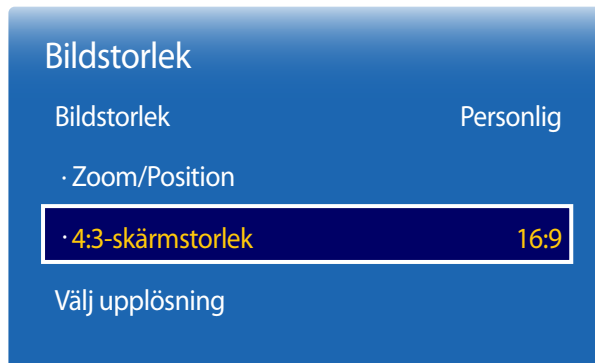 Bildstorlek
Bildstorlek Personlig
· Zoom/Position
· 4:3-skärmstorlek 16:9
Välj upplösning